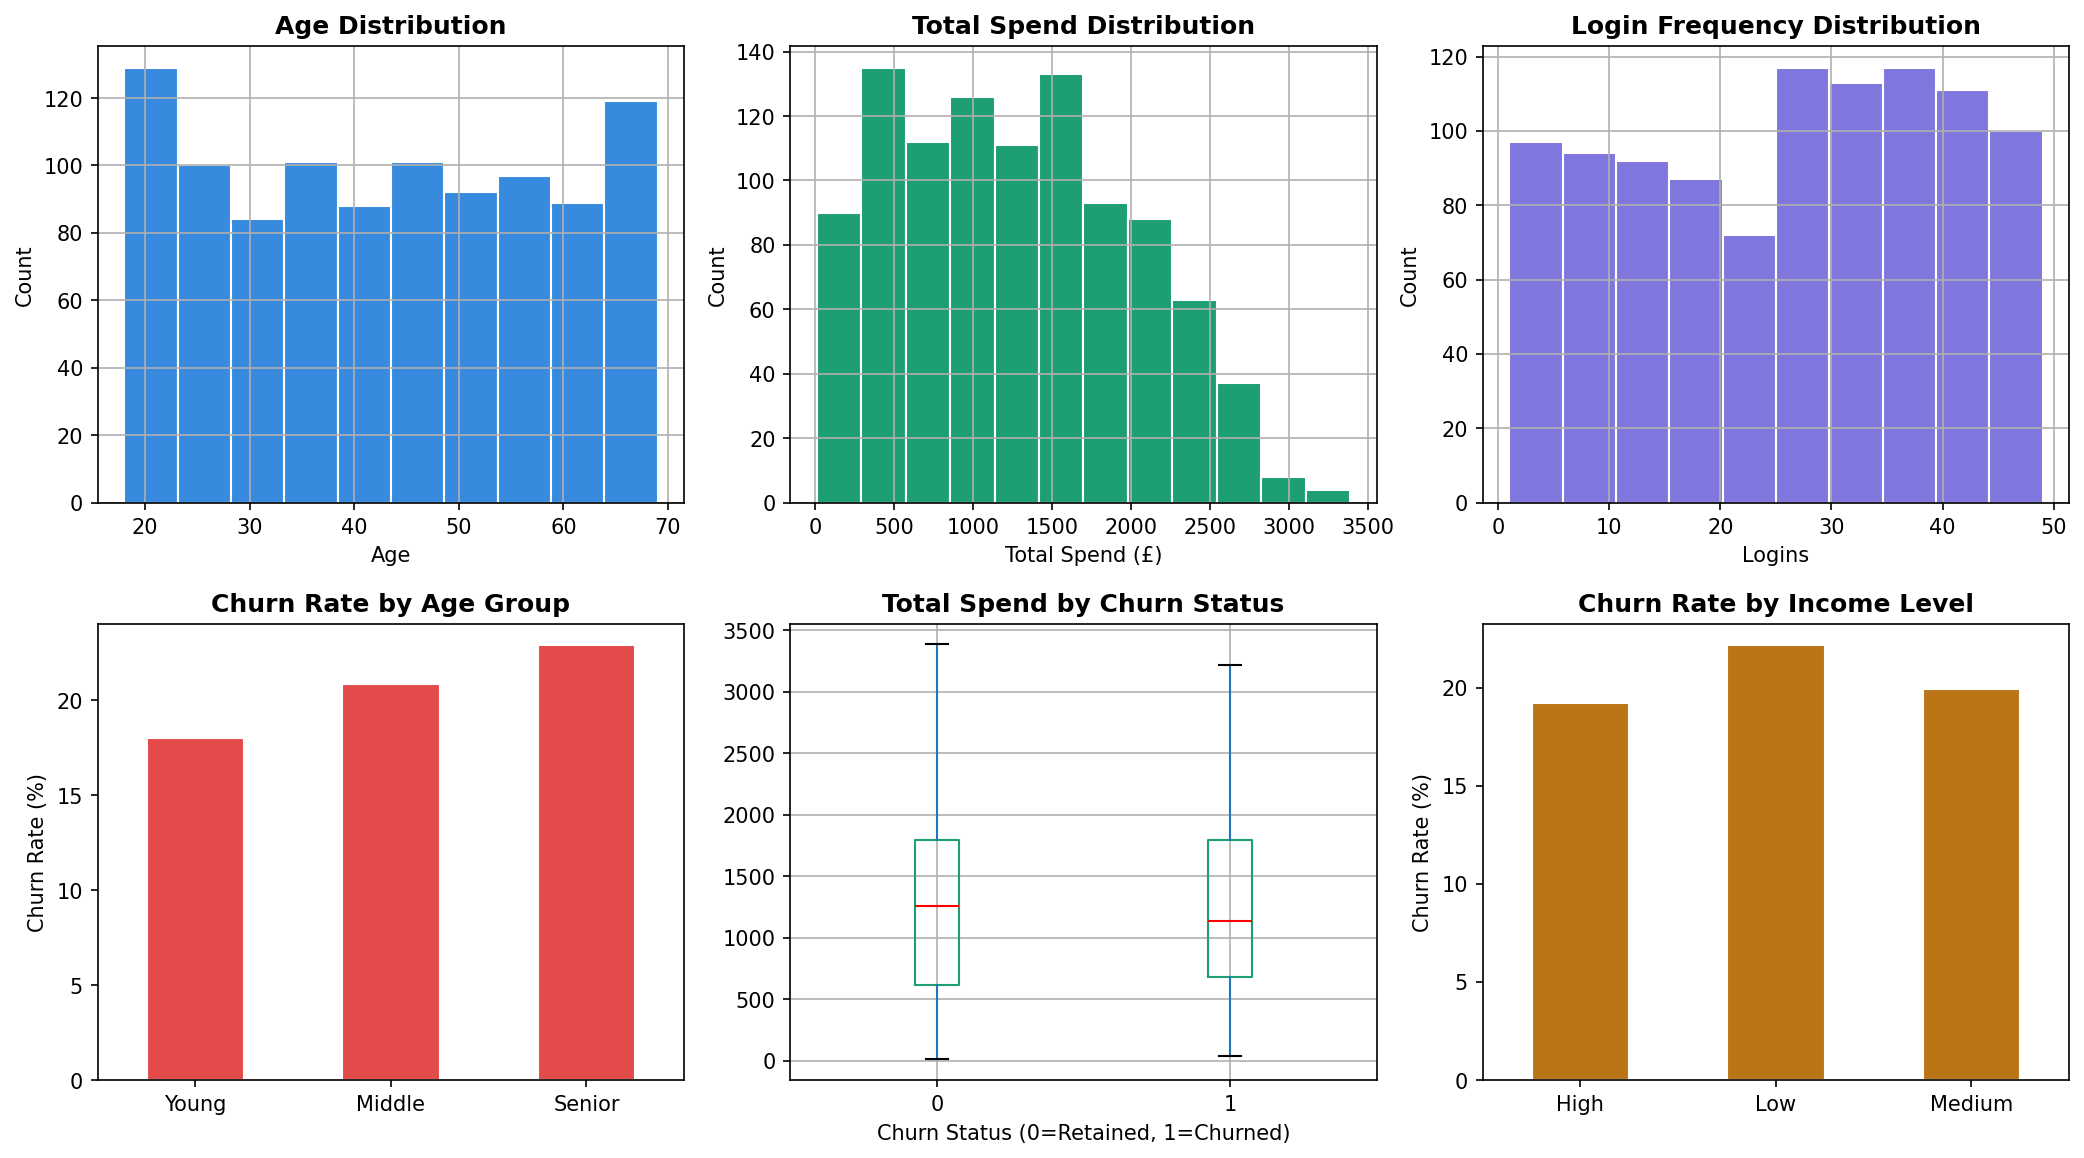 Age Distribution
Total Spend Distribution
Login Frequency Distribution
Count
0
20
40
60
80
100
120
20
30
40
50
60
70
Age
Count
0
20
40
60
80
100
120
140
0
500
1000
1500
2000
2500
3000
3500
Total Spend (£)
Count
0
20
40
60
80
100
120
0
10
20
30
40
50
Logins
Churn Rate by Age Group
Total Spend by Churn Status
Churn Rate by Income Level
Churn Rate (%)
0
5
10
15
20
Young
Middle
Senior
0
500
1000
1500
2000
2500
3000
3500
0
1
Churn Status (0=Retained, 1=Churned)
Churn Rate (%)
0
5
10
15
20
High
Low
Medium